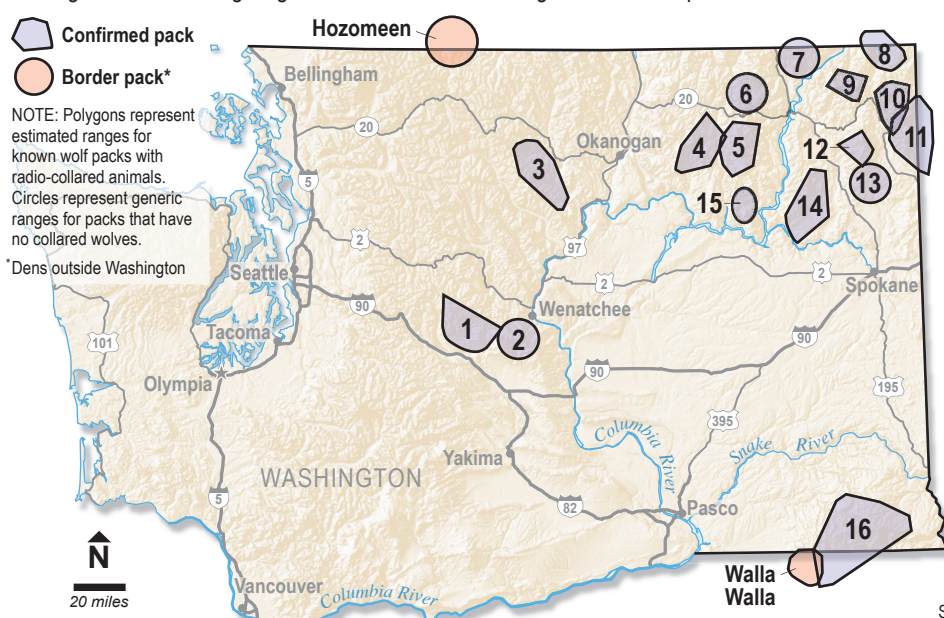 Confirmed pack
Border pack*
NOTE: Polygons represent
estimated ranges for
known wolf packs with
radio-collared animals.
Circles represent generic
ranges for packs that have
no collared wolves.
*Dens outside Washington
Hozomeen
Bellingham
20
20
Okanogan
3
4
5
6
7
8
9
10
11
12
13
14
15
5
2
97
2
2
Seattle
Spokane
Wenatchee
90
1
2
90
Tacoma
101
Olympia
90
195
395
Columbia
River
Snake River
Yakima
WASHINGTON
5
82
Pasco
16
N
20 miles
Walla
Walla
Vancouver
Columbia River
S